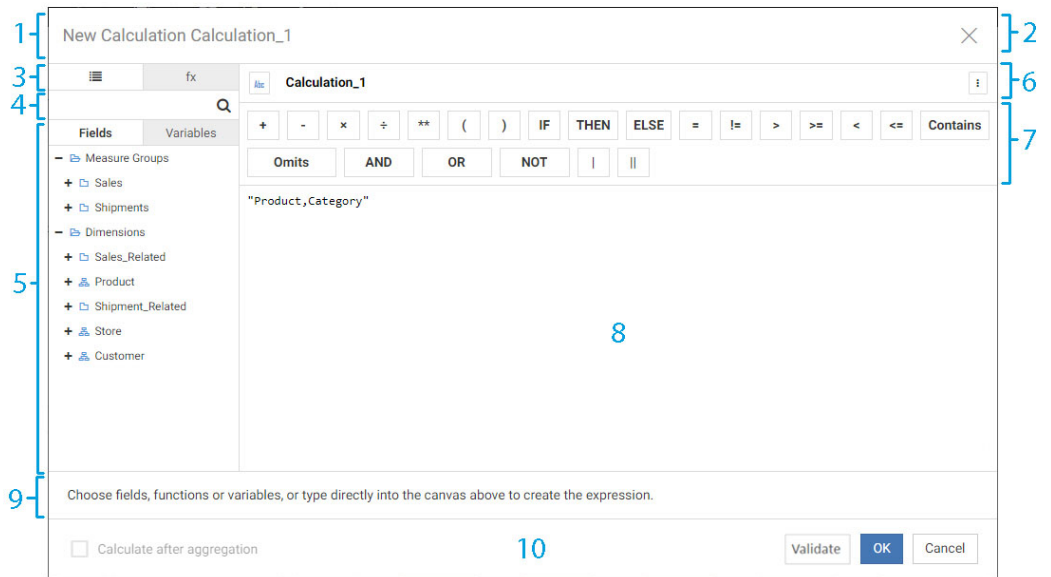 1 New Calculation Calculation_1 2
3 fx Abc Calculation_1 6
4
+ - × ÷ ** ( ) IF THEN ELSE = != > >= < <= Contains
7
Omits AND OR NOT | ||
Fields Variables
"Product,Category"
Measure Groups
Sales
Shipments
Dimensions
Sales_Related
5 Product
Shipment_Related
Store
Customer
8
9 Choose fields, functions or variables, or type directly into the canvas above to create the expression.
Calculate after aggregation 10 Validate OK Cancel